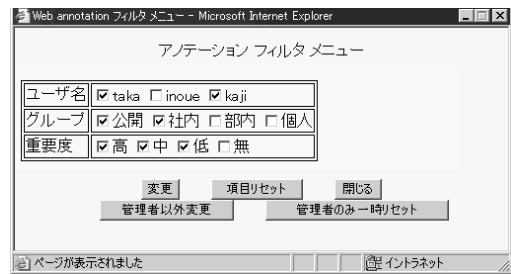 Web annotation フィルタ メニュー - Microsoft Internet Explorer
アノテーション フィルタ メニュー
ユーザ名 taka inoue kaji
グループ 公開 社内 部内 個人
重要度 高 中 低 無
変更 項目リセット 閉じる
管理者以外変更 管理者のみ一時リセット
ページが表示されました イントラネット